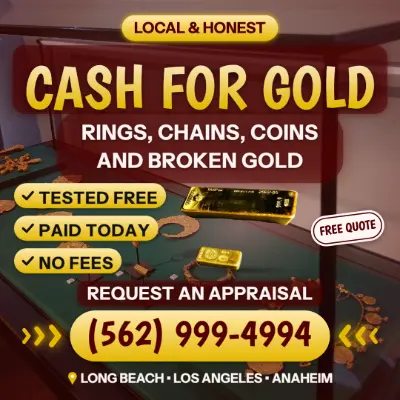 LOCAL & HONEST
CASH FOR GOLD
RINGS, CHAINS, COINS
AND BROKEN GOLD
TESTED FREE
PAID TODAY
NO FEES
FREE QUOTE
REQUEST AN APPRAISAL
(562) 999-4994
LONG BEACH • LOS ANGELES • ANAHEIM